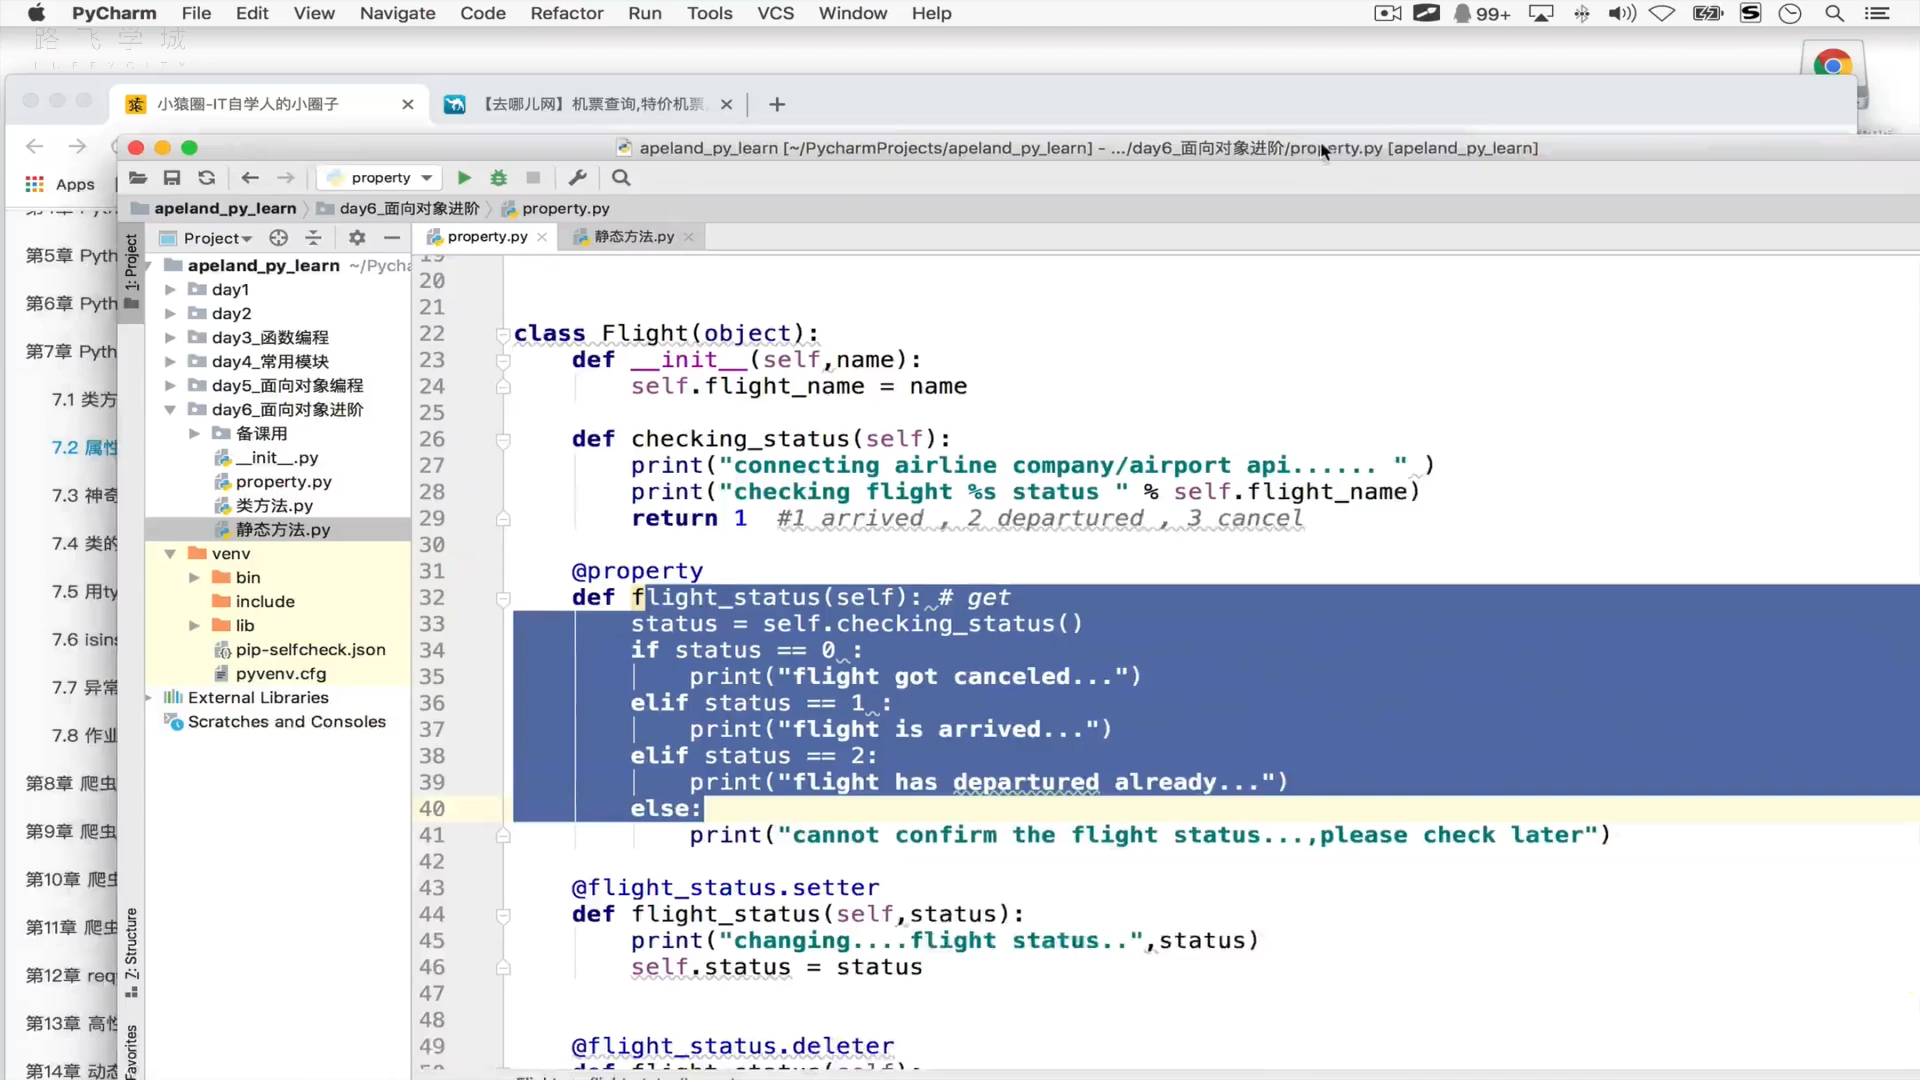 PyCharm File Edit View Navigate Code Refactor Run Tools VCS Window Help 99+
路飞学城
小猿圈-IT自学人的小圈子
【去哪儿网】机票查询,特价机票
apeland_py_learn [~/PycharmProjects/apeland_py_learn] - .../day6_面向对象进阶/property.py [apeland_py_learn]
Apps
property
apeland_py_learn day6_面向对象进阶 property.py
Project
property.py
静态方法.py
1: Project
apeland_py_learn ~/Pycha
day1
day2
day3_函数编程
day4_常用模块
day5_面向对象编程
day6_面向对象进阶
备课用
__init__.py
property.py
类方法.py
静态方法.py
venv
bin
include
lib
pip-selfcheck.json
pyvenv.cfg
External Libraries
Scratches and Consoles
Z: Structure
Favorites
第5章 Pyth
第6章 Pyth
第7章 Pyth
7.1 类方
7.2 属性
7.3 神奇
7.4 类的
7.5 用ty
7.6 isins
7.7 异常
7.8 作业
第8章 爬虫
第9章 爬虫
第10章 爬虫
第11章 爬虫
第12章 req
第13章 高性
第14章 动态
19
20
21
22 class Flight(object):
23 def __init__(self,name):
24 self.flight_name = name
25
26 def checking_status(self):
27 print("connecting airline company/airport api...... " )
28 print("checking flight %s status " % self.flight_name)
29 return 1  #1 arrived , 2 departured , 3 cancel
30
31 @property
32 def flight_status(self): # get
33 status = self.checking_status()
34 if status == 0 :
35 print("flight got canceled...")
36 elif status == 1 :
37 print("flight is arrived...")
38 elif status == 2:
39 print("flight has departured already...")
40 else:
41 print("cannot confirm the flight status...,please check later")
42
43 @flight_status.setter
44 def flight_status(self,status):
45 print("changing....flight status..",status)
46 self.status = status
47
48
49 @flight_status.deleter